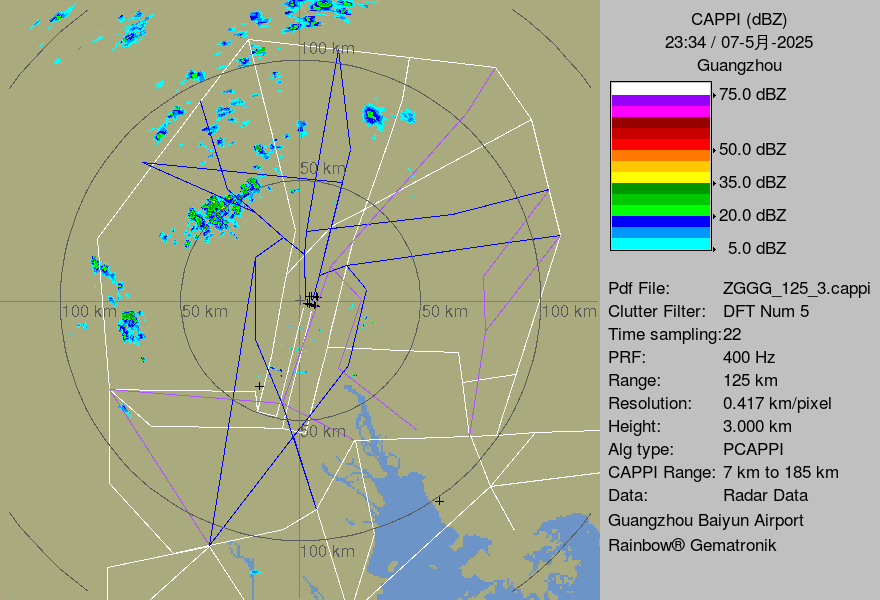 CAPPI (dBZ)
23:34 / 07-5月-2025
Guangzhou
75.0 dBZ
50.0 dBZ
35.0 dBZ
20.0 dBZ
5.0 dBZ
Pdf File: ZGGG_125_3.cappi
Clutter Filter: DFT Num 5
Time sampling:22
PRF: 400 Hz
Range: 125 km
Resolution: 0.417 km/pixel
Height: 3.000 km
Alg type: PCAPPI
CAPPI Range: 7 km to 185 km
Data: Radar Data
Guangzhou Baiyun Airport
Rainbow® Gematronik
100 km
50 km
100 km 50 km 50 km 100 km
50 km
100 km